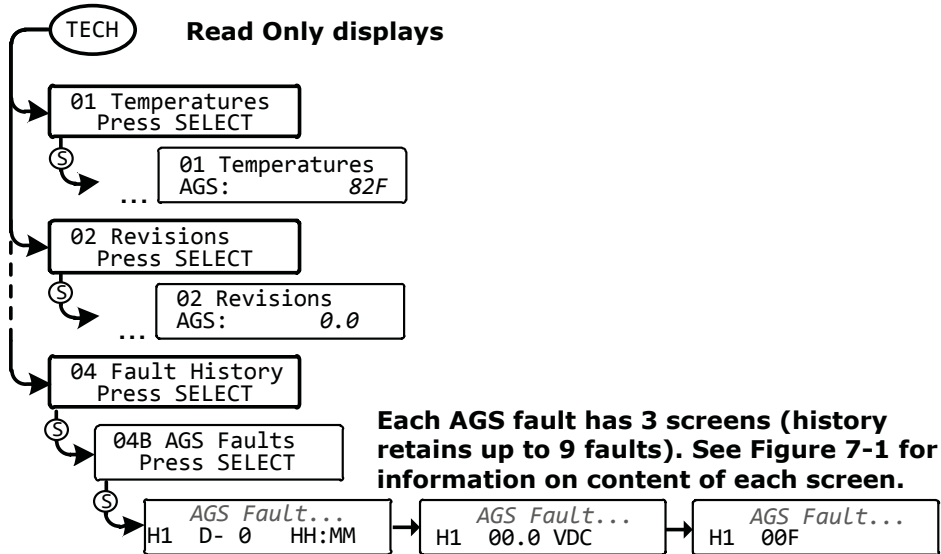 TECH
Read Only displays
01 Temperatures
Press SELECT
S
01 Temperatures
... AGS: 82F
02 Revisions
Press SELECT
S
02 Revisions
... AGS: 0.0
04 Fault History
Press SELECT
S
04B AGS Faults
Press SELECT
Each AGS fault has 3 screens (history
retains up to 9 faults). See Figure 7-1 for
information on content of each screen.
S
AGS Fault...
H1 D- 0 HH:MM
AGS Fault...
H1 00.0 VDC
AGS Fault...
H1 00F